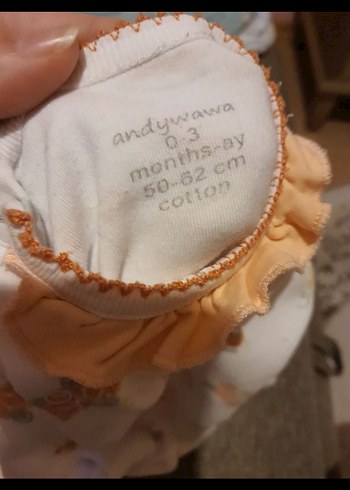 andywawa
0-3
months-ay
50-62 cm
cotton